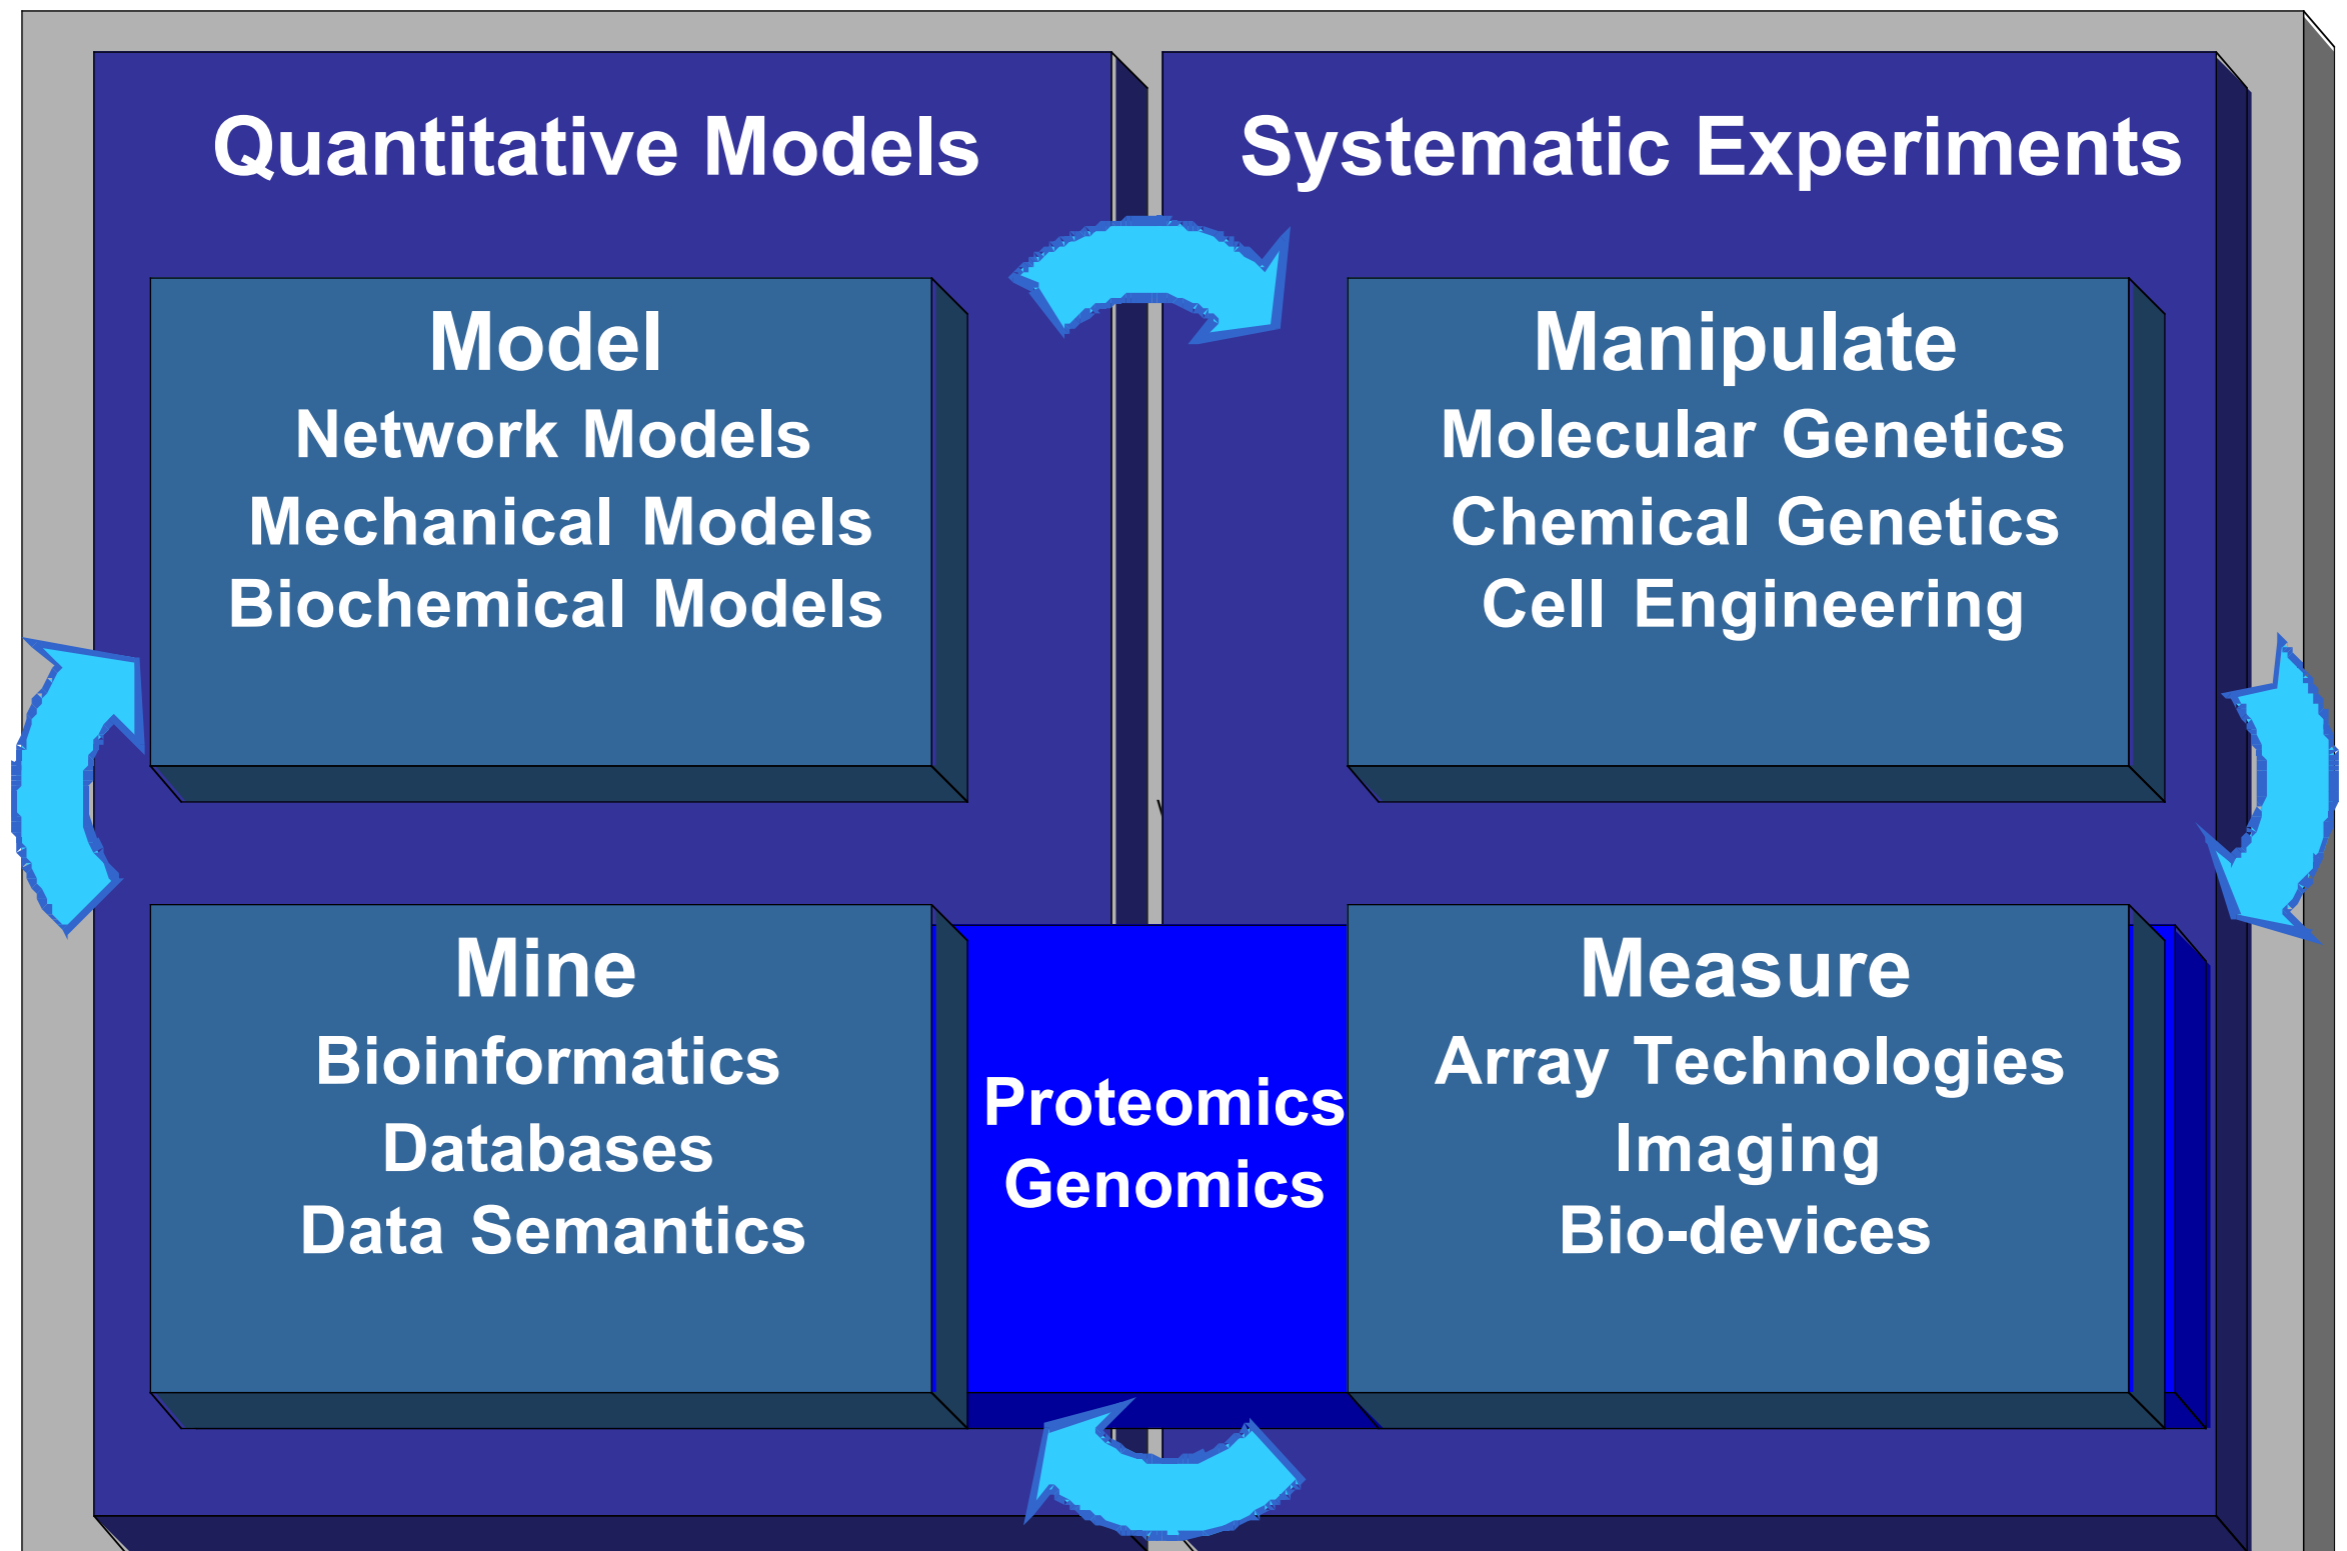 Quantitative Models
Systematic Experiments
Model
Network Models
Mechanical Models
Biochemical Models
Manipulate
Molecular Genetics
Chemical Genetics
Cell Engineering
Mine
Bioinformatics
Databases
Data Semantics
Proteomics
Genomics
Measure
Array Technologies
Imaging
Bio-devices